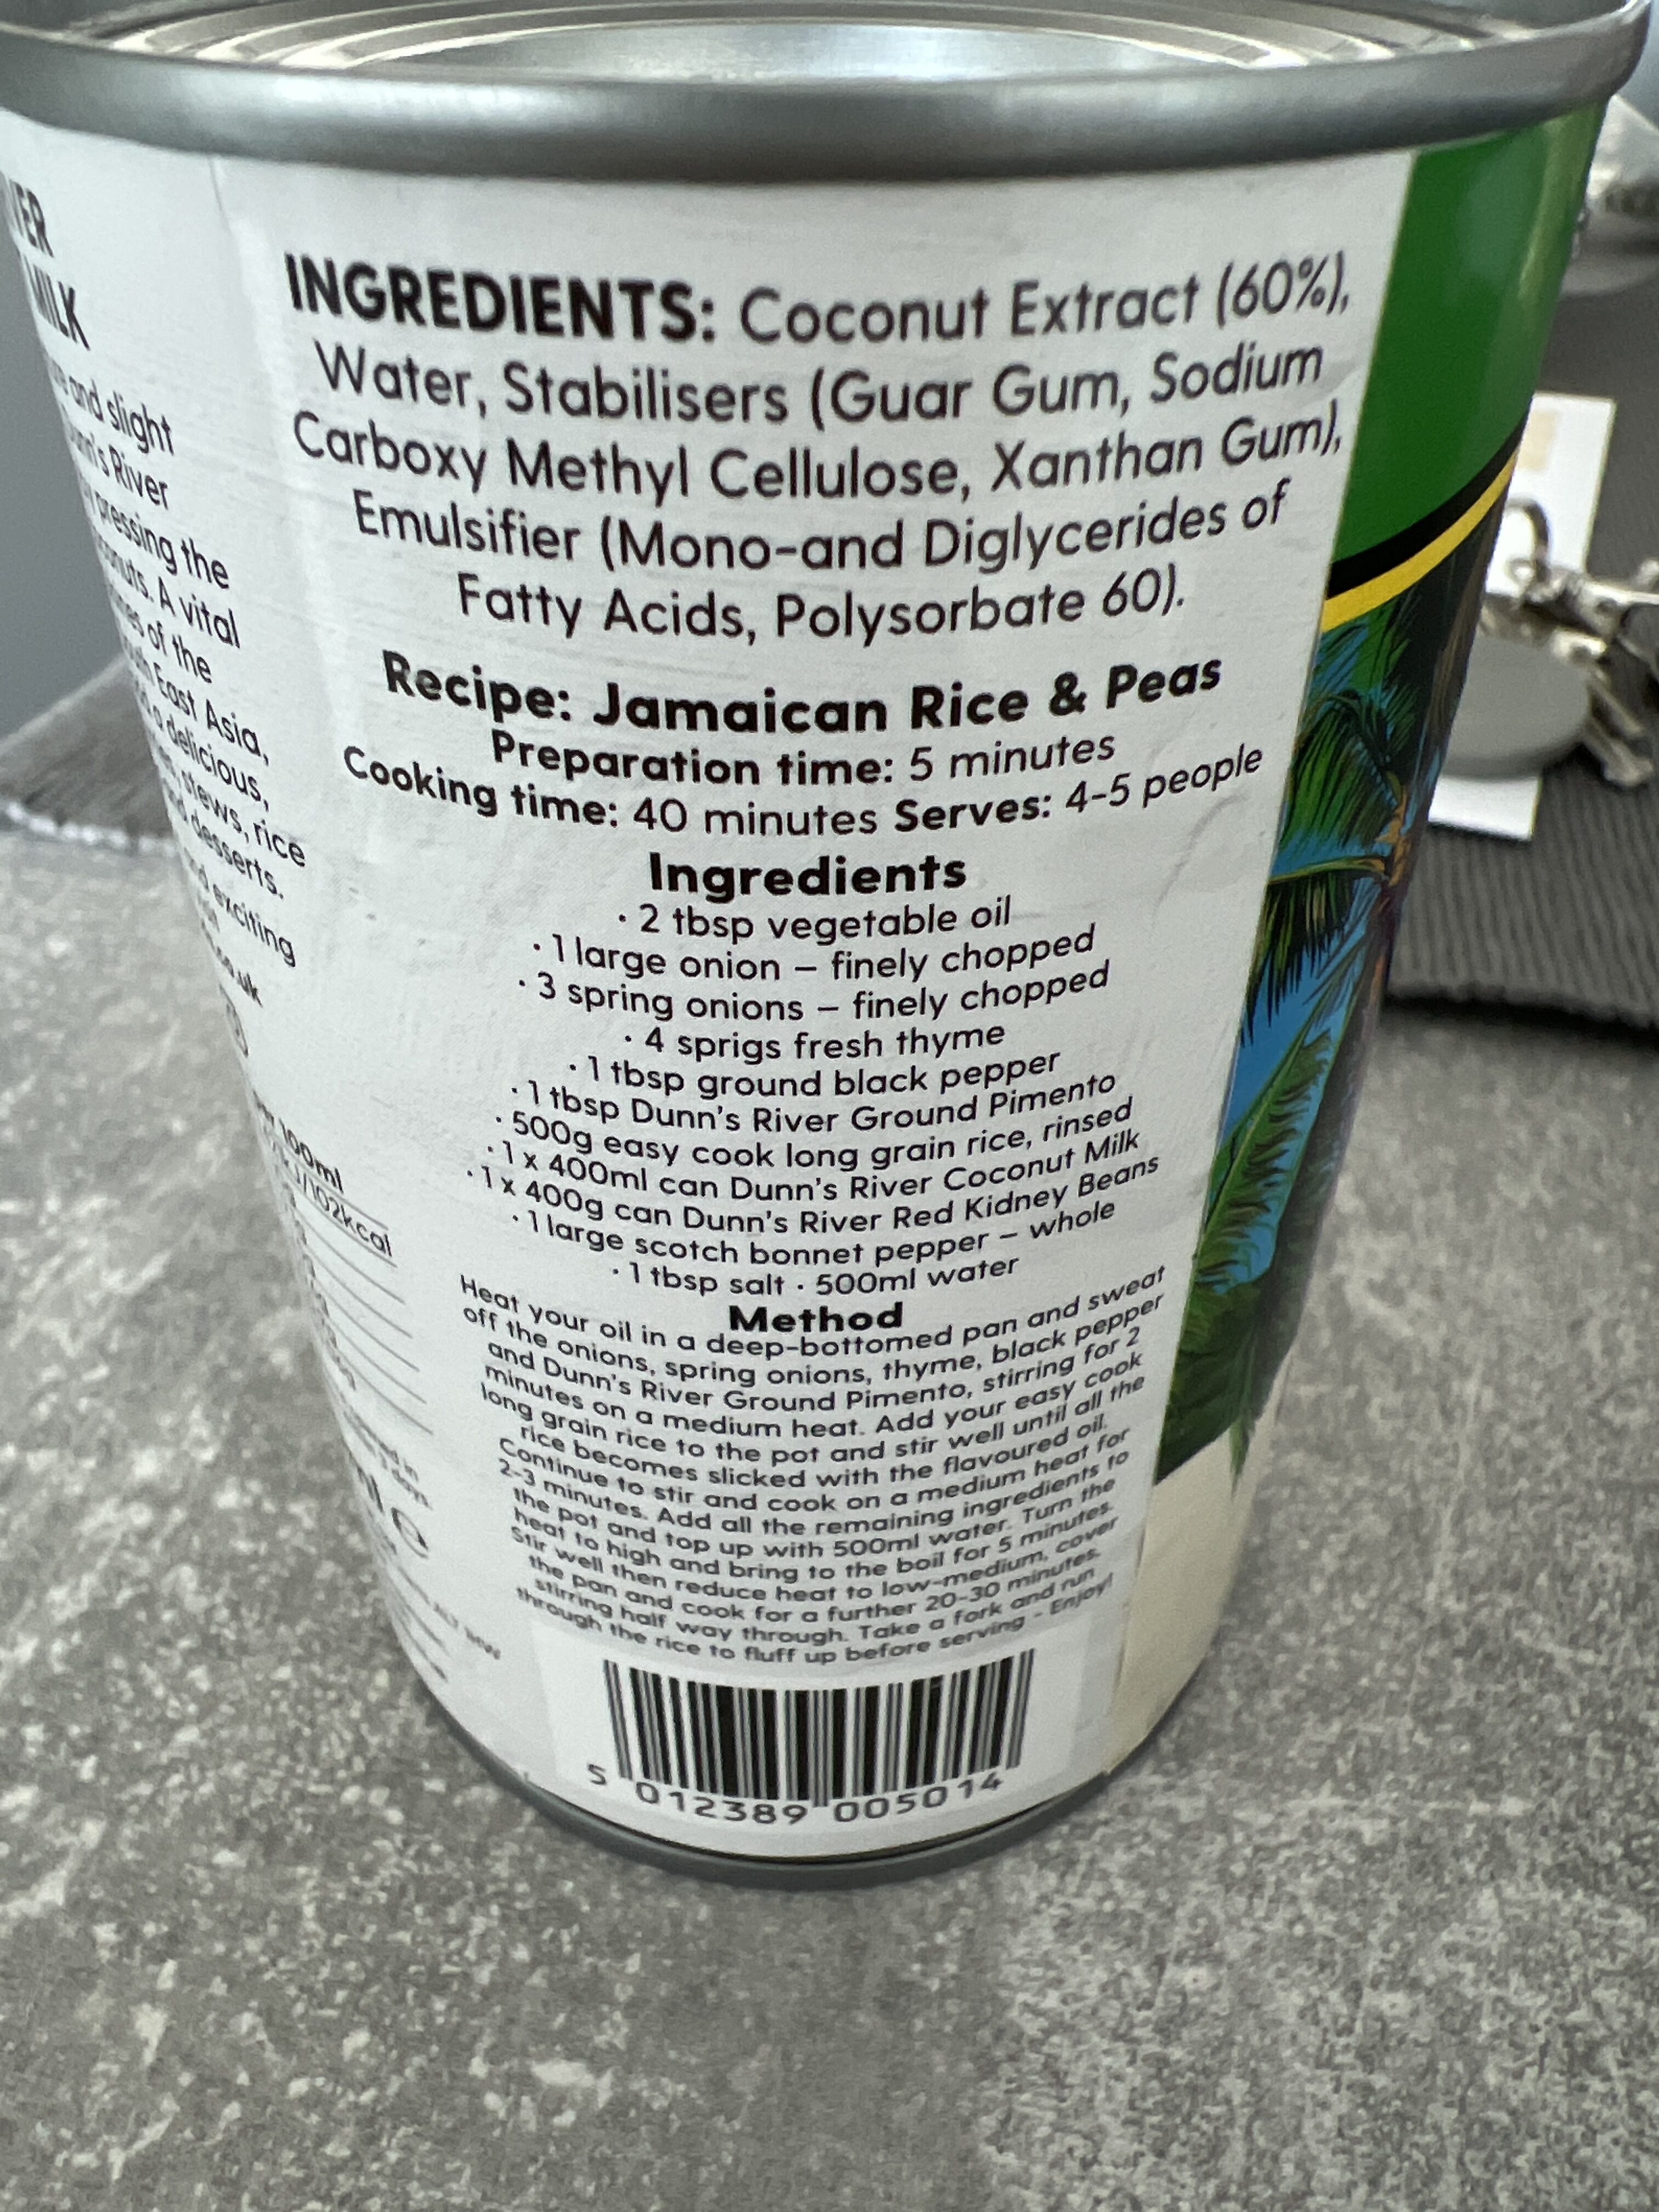 INGREDIENTS: Coconut Extract (60%),
Water, Stabilisers (Guar Gum, Sodium
Carboxy Methyl Cellulose, Xanthan Gum),
Emulsifier (Mono-and Diglycerides of
Fatty Acids, Polysorbate 60).
Recipe: Jamaican Rice & Peas
Preparation time: 5 minutes
Cooking time: 40 minutes Serves: 4-5 people
Ingredients
· 2 tbsp vegetable oil
· 1 large onion – finely chopped
· 3 spring onions – finely chopped
· 4 sprigs fresh thyme
· 1 tbsp ground black pepper
· 1 tbsp Dunn's River Ground Pimento
· 500g easy cook long grain rice, rinsed
· 1 x 400ml can Dunn's River Coconut Milk
· 1 x 400g can Dunn's River Red Kidney Beans
· 1 large scotch bonnet pepper – whole
· 1 tbsp salt · 500ml water
Method
Heat your oil in a deep-bottomed pan and sweat
off the onions, spring onions, thyme, black pepper
and Dunn's River Ground Pimento, stirring for 2
minutes on a medium heat. Add your easy cook
long grain rice to the pot and stir well until all the
rice becomes slicked with the flavoured oil.
Continue to stir and cook on a medium heat for
2-3 minutes. Add all the remaining ingredients to
the pot and top up with 500ml water. Turn the
heat to high and bring to the boil for 5 minutes.
Stir well then reduce heat to low-medium, cover
the pan and cook for a further 20-30 minutes.
stirring half way through. Take a fork and run
through the rice to fluff up before serving - Enjoy!
5 012389 005014
MILK
and slight
Dunn's River
pressing the
A vital
of the
East Asia,
delicious,
stews, rice
desserts.
exciting
100ml
/102kcal